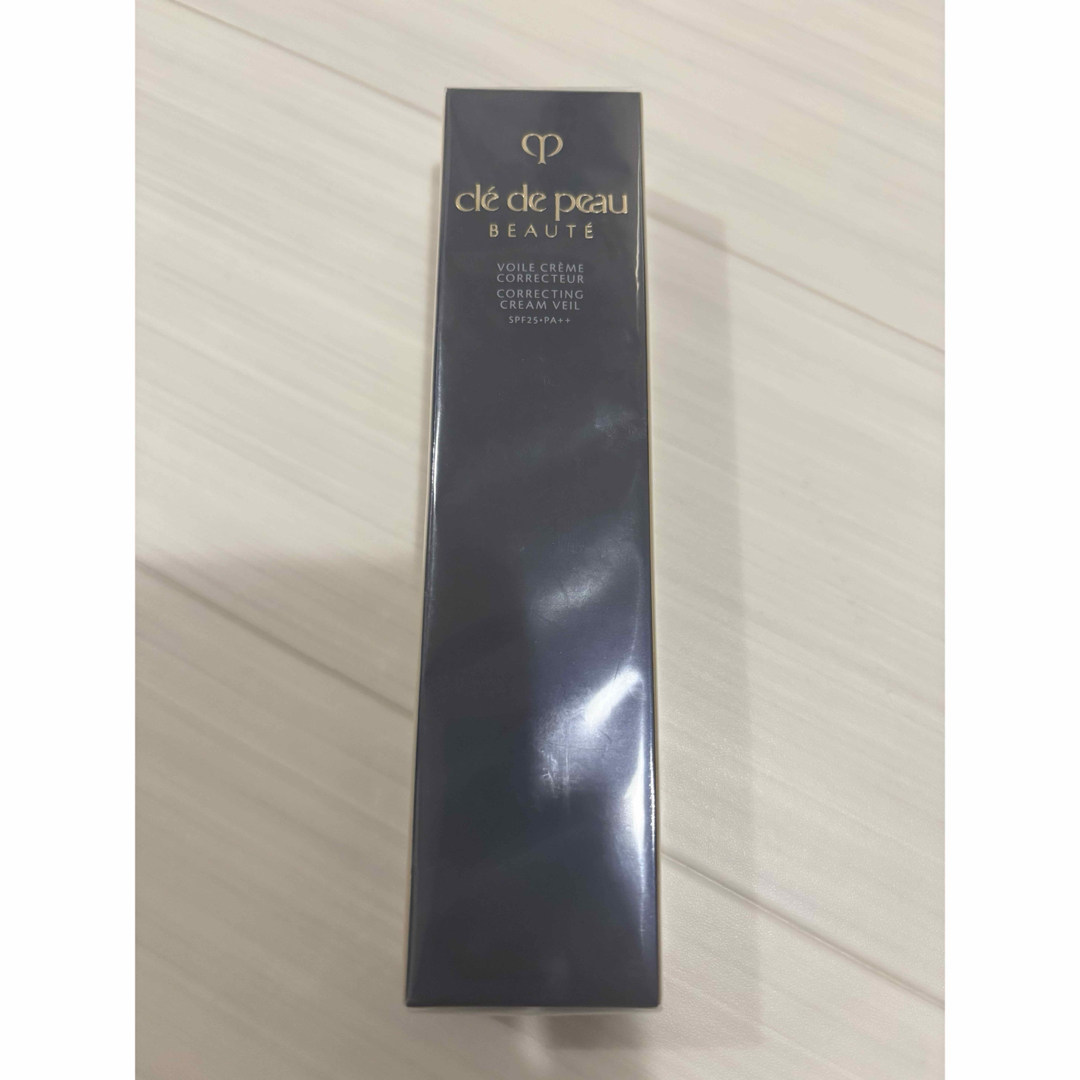 clé de peau
BEAUTÉ
VOILE CRÈME
CORRECTEUR
CORRECTING
CREAM VEIL
SPF25・PA++